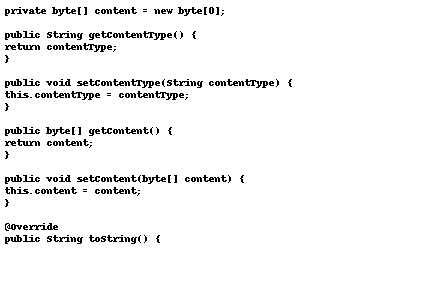 private byte[] content = new byte[0];

public String getContentType() {
return contentType;
}

public void setContentType(String contentType) {
this.contentType = contentType;
}

public byte[] getContent() {
return content;
}

public void setContent(byte[] content) {
this.content = content;
}

@Override
public String toString() {